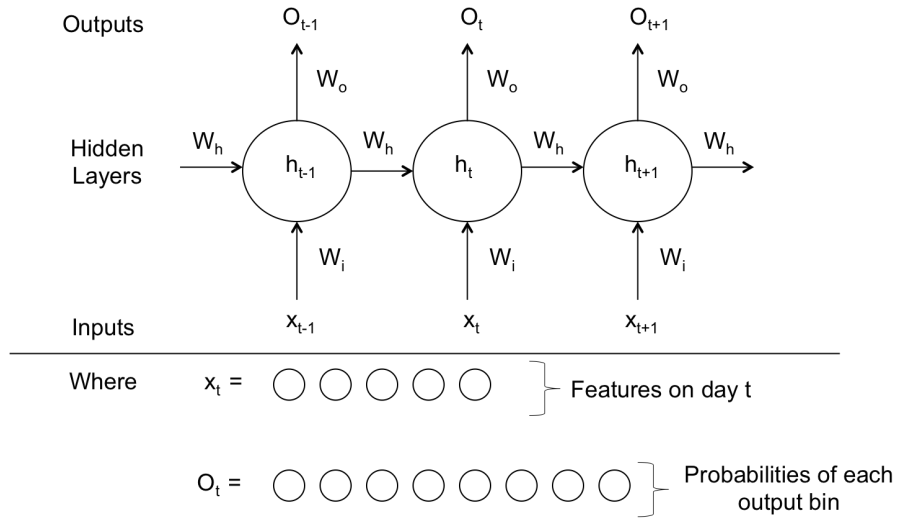 Outputs O_{t-1} O_t O_{t+1}
W_o W_o W_o
Hidden Layers
W_h h_{t-1} W_h h_t W_h h_{t+1} W_h
W_i W_i W_i
Inputs x_{t-1} x_t x_{t+1}
Where x_t = Features on day t
O_t = Probabilities of each
output bin